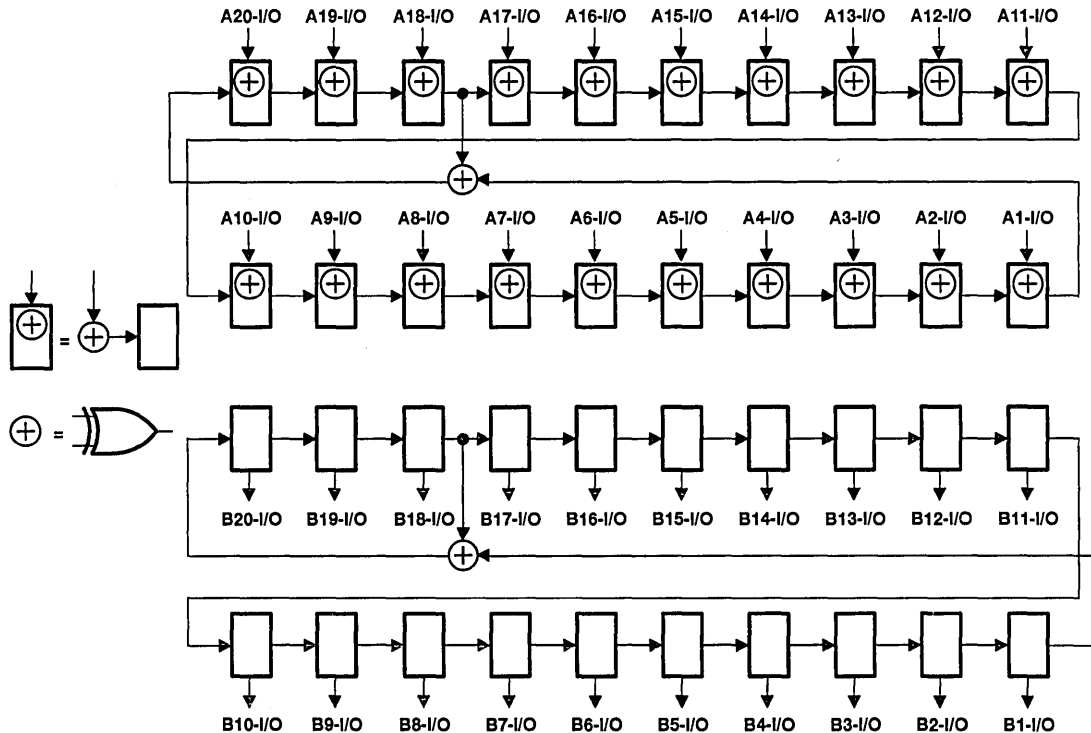 A20-I/O A19-I/O A18-I/O A17-I/O A16-I/O A15-I/O A14-I/O A13-I/O A12-I/O A11-I/O
A10-I/O A9-I/O A8-I/O A7-I/O A6-I/O A5-I/O A4-I/O A3-I/O A2-I/O A1-I/O
=
=
B20-I/O B19-I/O B18-I/O B17-I/O B16-I/O B15-I/O B14-I/O B13-I/O B12-I/O B11-I/O
B10-I/O B9-I/O B8-I/O B7-I/O B6-I/O B5-I/O B4-I/O B3-I/O B2-I/O B1-I/O